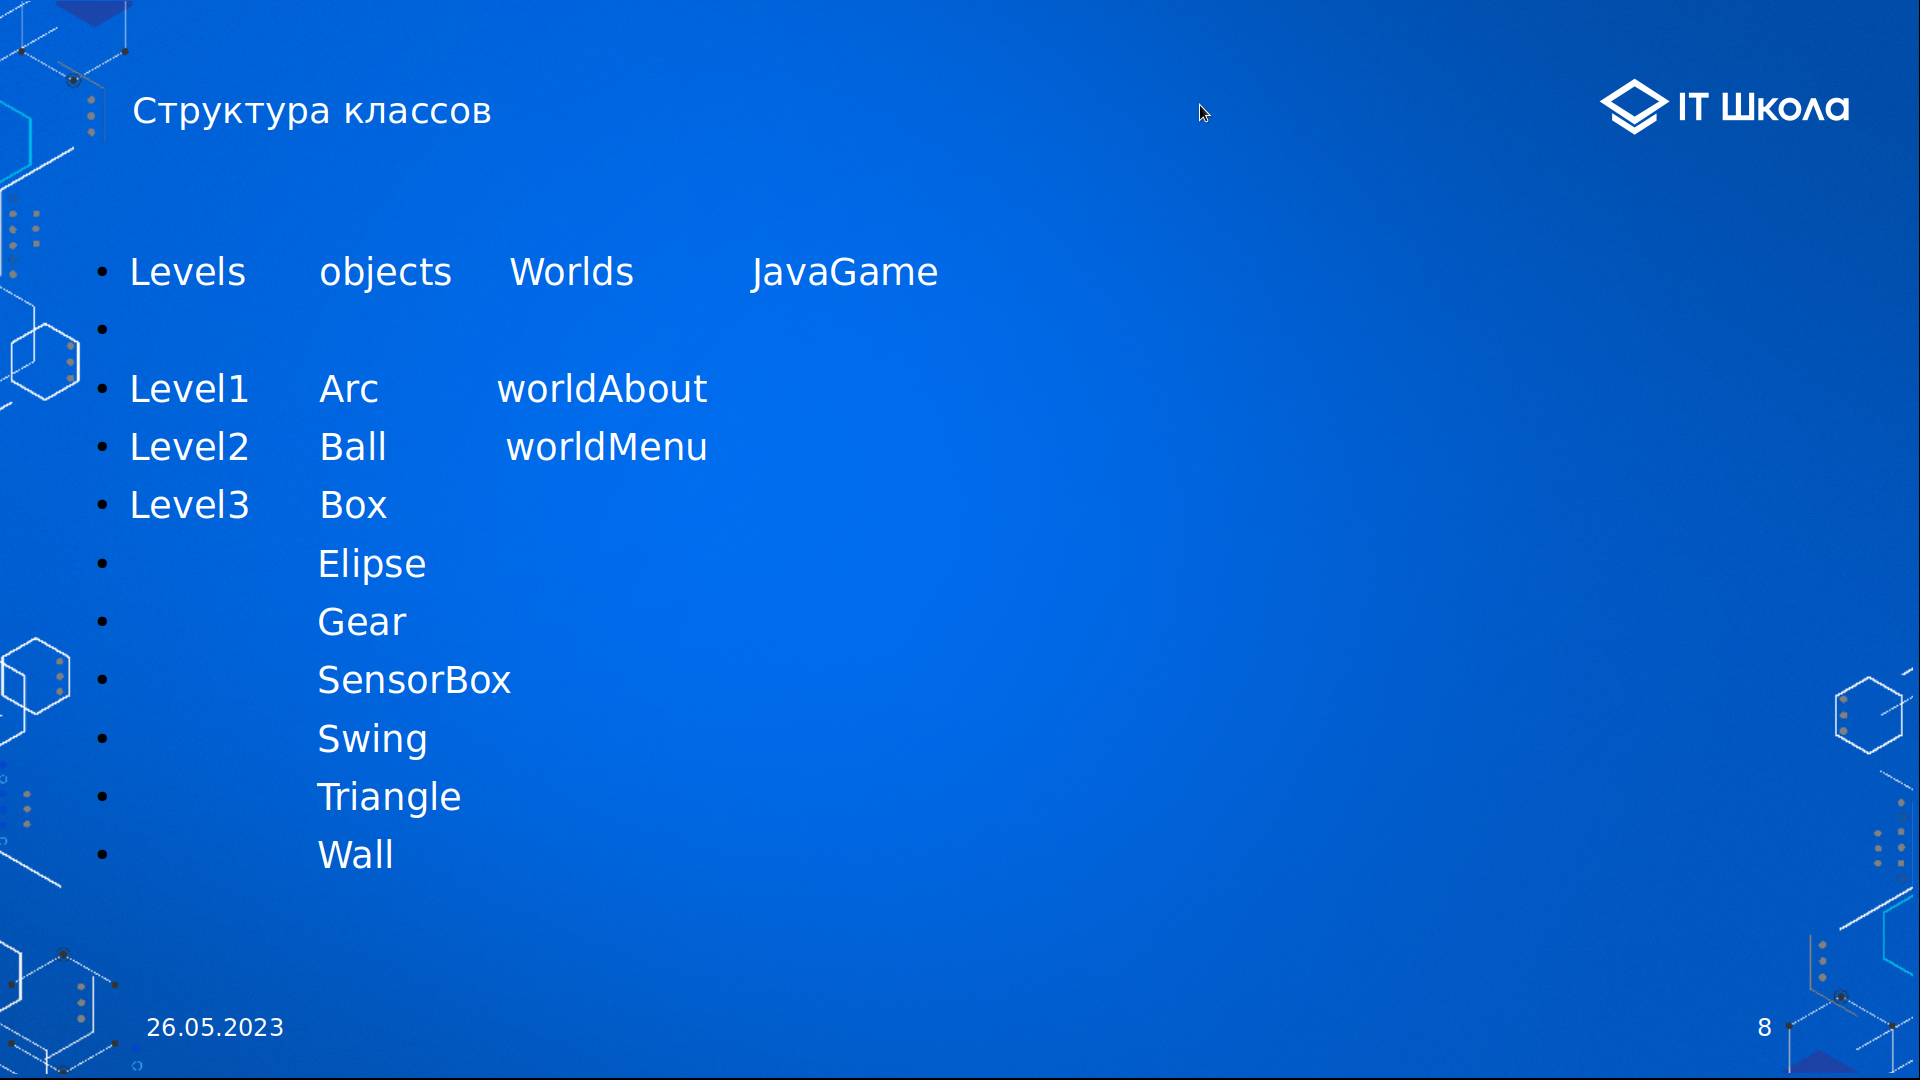 Структура классов
IT Школа
Levels objects Worlds JavaGame
Level1 Arc worldAbout
Level2 Ball worldMenu
Level3 Box
Elipse
Gear
SensorBox
Swing
Triangle
Wall
26.05.2023
8